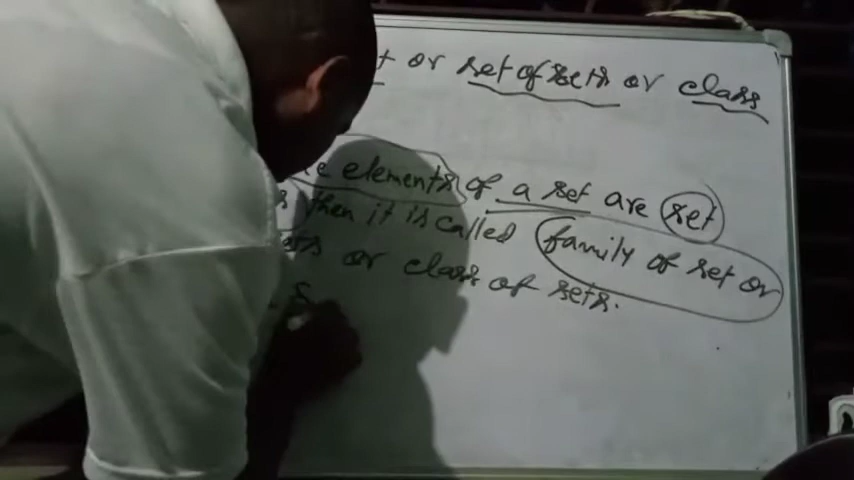 or set of sets or class
elements of a set are set
then it is called family of set or
or class of sets.
S